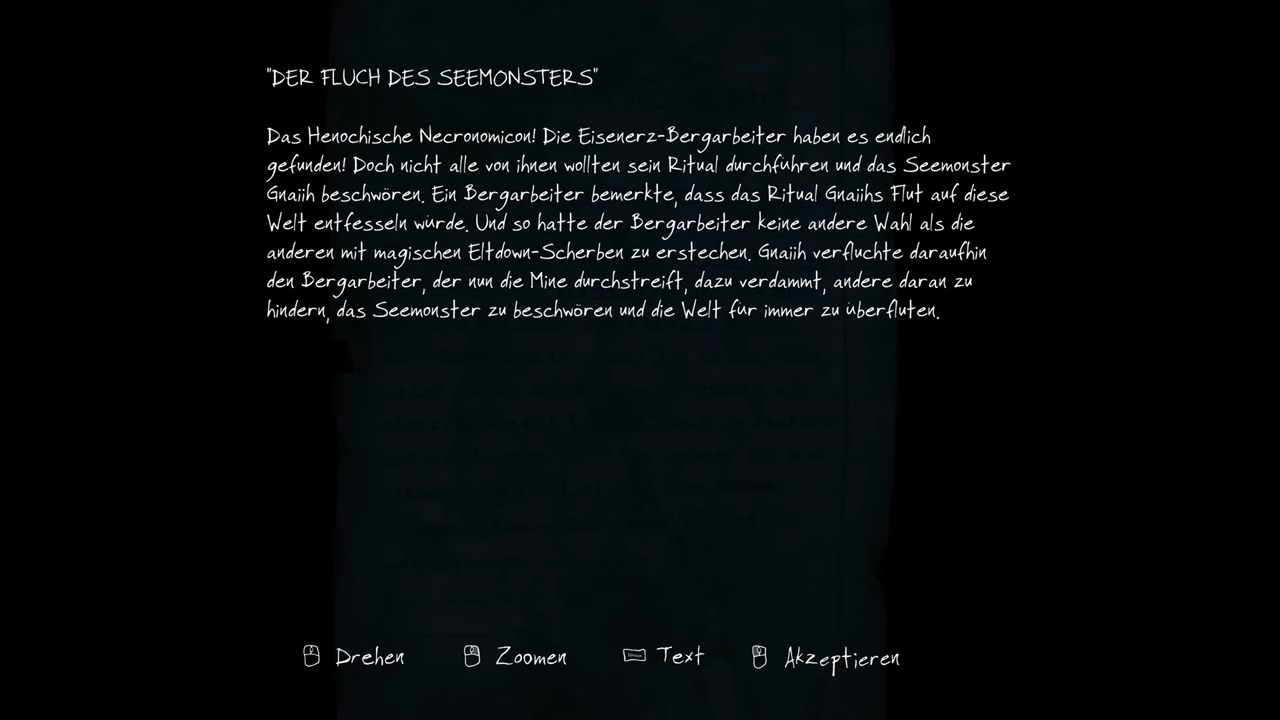 "DER FLUCH DES SEEMONSTERS"
Das Henochische Necronomicon! Die Eisenerz-Bergarbeiter haben es endlich
gefunden! Doch nicht alle von ihnen wollten sein Ritual durchführen und das Seemonster
Gnaiih beschwören. Ein Bergarbeiter bemerkte, dass das Ritual Gnaiihs Flut auf diese
Welt entfesseln würde. Und so hatte der Bergarbeiter keine andere Wahl als die
anderen mit magischen Eltdown-Scherben zu erstechen. Gnaiih verfluchte daraufhin
den Bergarbeiter, der nun die Mine durchstreift, dazu verdammt, andere daran zu
hindern, das Seemonster zu beschwören und die Welt für immer zu überfluten.
Drehen Zoomen Text Akzeptieren